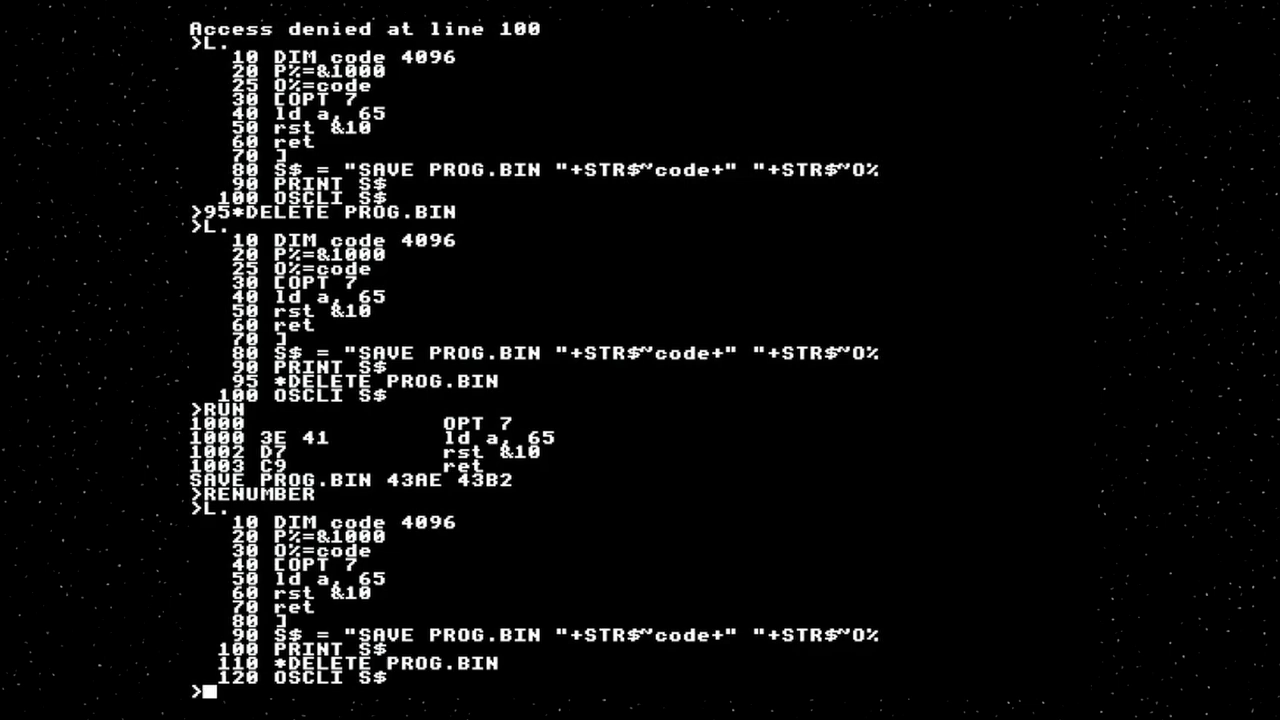 Access denied at line 100
>L.
10 DIM code 4096
20 P%=&1000
25 O%=code
30 [OPT 7
40 ld a, 65
50 rst &10
60 ret
70 ]
80 S$ = "SAVE PROG.BIN "+STR$~code+" "+STR$~O%
90 PRINT S$
100 OSCLI S$
>95*DELETE PROG.BIN
>L.
10 DIM code 4096
20 P%=&1000
25 O%=code
30 [OPT 7
40 ld a, 65
50 rst &10
60 ret
70 ]
80 S$ = "SAVE PROG.BIN "+STR$~code+" "+STR$~O%
90 PRINT S$
95 *DELETE PROG.BIN
100 OSCLI S$
>RUN
1000 OPT 7
1000 3E 41 ld a, 65
1002 D7 rst &10
1003 C9 ret
SAVE PROG.BIN 43AE 43B2
>RENUMBER
>L.
10 DIM code 4096
20 P%=&1000
30 O%=code
40 [OPT 7
50 ld a, 65
60 rst &10
70 ret
80 ]
90 S$ = "SAVE PROG.BIN "+STR$~code+" "+STR$~O%
100 PRINT S$
110 *DELETE PROG.BIN
120 OSCLI S$
>